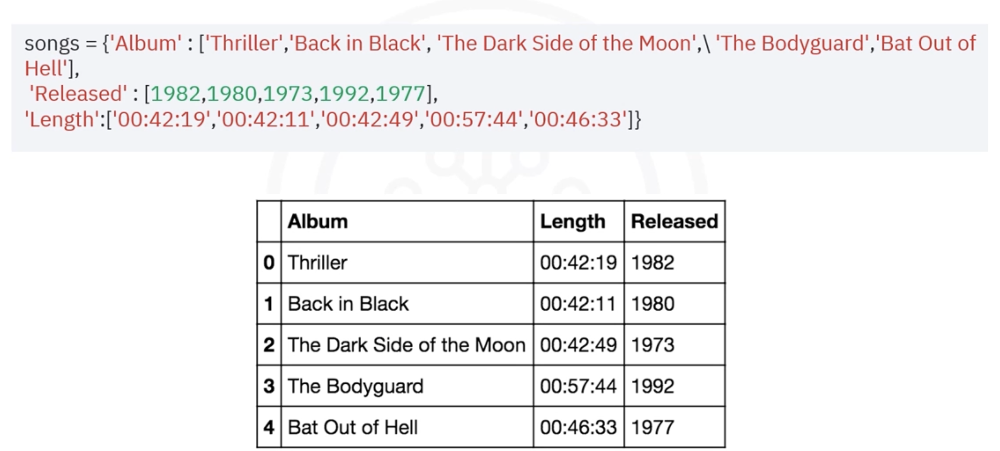 songs = {'Album' : ['Thriller','Back in Black', 'The Dark Side of the Moon',\ 'The Bodyguard','Bat Out of
Hell'],
'Released' : [1982,1980,1973,1992,1977],
'Length':['00:42:19','00:42:11','00:42:49','00:57:44','00:46:33']}
Album Length Released
0 Thriller 00:42:19 1982
1 Back in Black 00:42:11 1980
2 The Dark Side of the Moon 00:42:49 1973
3 The Bodyguard 00:57:44 1992
4 Bat Out of Hell 00:46:33 1977